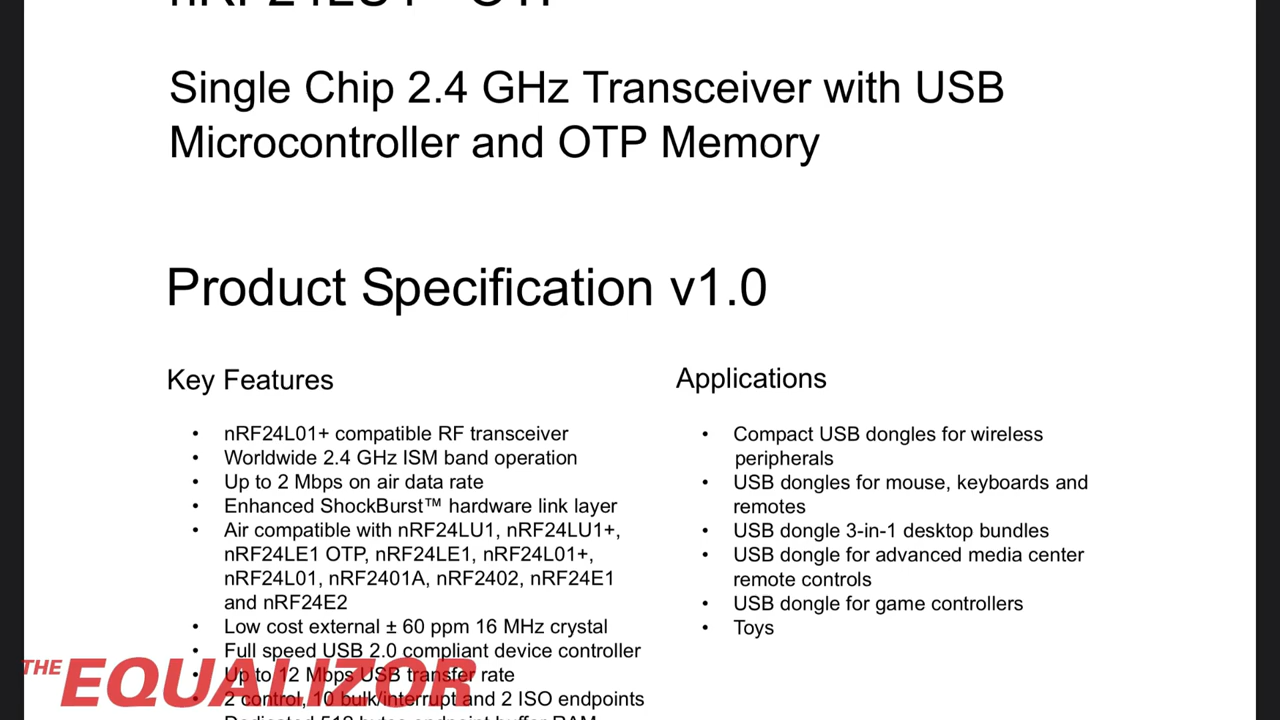 Single Chip 2.4 GHz Transceiver with USB
Microcontroller and OTP Memory
Product Specification v1.0
Key Features
• nRF24L01+ compatible RF transceiver
• Worldwide 2.4 GHz ISM band operation
• Up to 2 Mbps on air data rate
• Enhanced ShockBurst™ hardware link layer
• Air compatible with nRF24LU1, nRF24LU1+,
nRF24LE1 OTP, nRF24LE1, nRF24L01+,
nRF24L01, nRF2401A, nRF2402, nRF24E1
and nRF24E2
• Low cost external ± 60 ppm 16 MHz crystal
• Full speed USB 2.0 compliant device controller
• Up to 12 Mbps USB transfer rate
• 2 control, 10 bulk/interrupt and 2 ISO endpoints
Applications
• Compact USB dongles for wireless
peripherals
• USB dongles for mouse, keyboards and
remotes
• USB dongle 3-in-1 desktop bundles
• USB dongle for advanced media center
remote controls
• USB dongle for game controllers
• Toys
THE EQUALIZOR